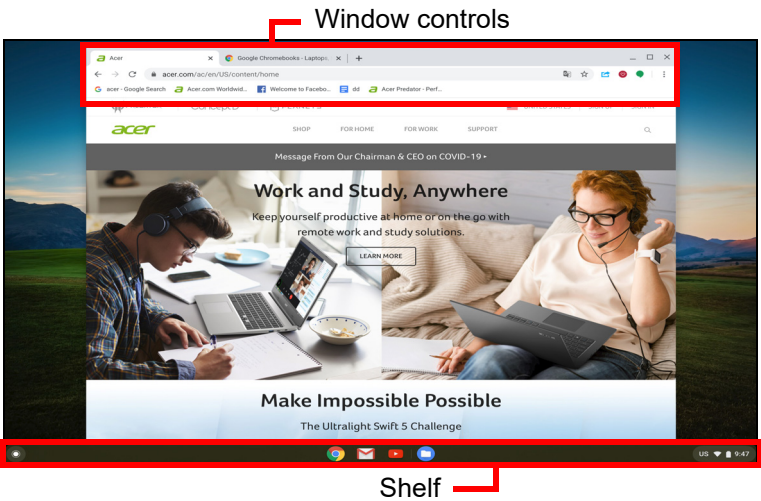 Window controls
Acer
Google Chromebooks - Laptops,
acer.com/ac/en/US/content/home
acer - Google Search
Acer.com Worldwid...
Welcome to Facebo...
dd
Acer Predator - Perf...
acer
SHOP
FOR HOME
FOR WORK
SUPPORT
Message From Our Chairman & CEO on COVID-19
Work and Study, Anywhere
Keep yourself productive at home or on the go with
remote work and study solutions.
LEARN MORE
Make Impossible Possible
The Ultralight Swift 5 Challenge
US 9:47
Shelf